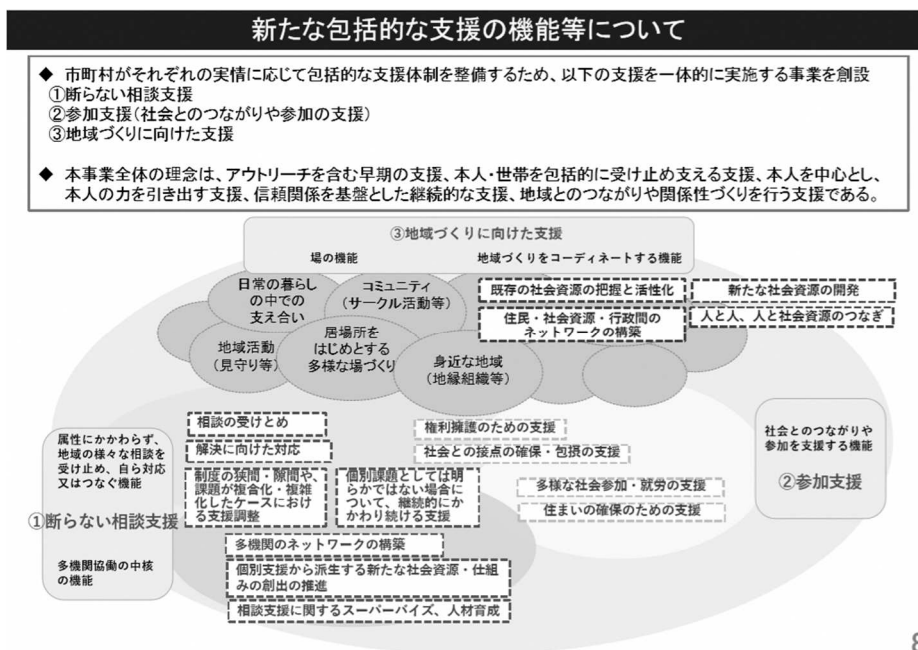 新たな包括的な支援の機能等について
◆ 市町村がそれぞれの実情に応じて包括的な支援体制を整備するため、以下の支援を一体的に実施する事業を創設
①断らない相談支援
②参加支援(社会とのつながりや参加の支援)
③地域づくりに向けた支援
◆ 本事業全体の理念は、アウトリーチを含む早期の支援、本人・世帯を包括的に受け止め支える支援、本人を中心とし、
本人の力を引き出す支援、信頼関係を基盤とした継続的な支援、地域とのつながりや関係性づくりを行う支援である。
③地域づくりに向けた支援
場の機能
地域づくりをコーディネートする機能
日常の暮らし
の中での
支え合い
コミュニティ
(サークル活動等)
地域活動
(見守り等)
居場所を
はじめとする
多様な場づくり
身近な地域
(地縁組織等)
既存の社会資源の把握と活性化
新たな社会資源の開発
住民・社会資源・行政間の
ネットワークの構築
人と人、人と社会資源のつなぎ
属性にかかわらず、
地域の様々な相談を
受け止め、自ら対応
又はつなぐ機能
①断らない相談支援
多機関協働の中核
の機能
相談の受けとめ
解決に向けた対応
制度の狭間・隙間や、
課題が複合化・複雑
化したケースにおけ
る支援調整
個別課題としては明
らかではない場合に
ついて、継続的にか
かわり続ける支援
多機関のネットワークの構築
個別支援から派生する新たな社会資源・仕組
みの創出の推進
相談支援に関するスーパーバイズ、人材育成
権利擁護のための支援
社会との接点の確保・包摂の支援
多様な社会参加・就労の支援
住まいの確保のための支援
社会とのつながりや
参加を支援する機能
②参加支援
8